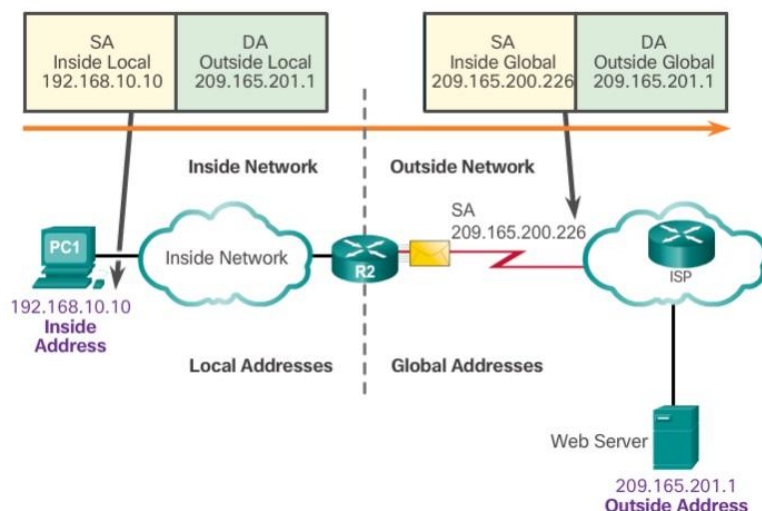 SA
Inside Local
192.168.10.10
DA
Outside Local
209.165.201.1
SA
Inside Global
209.165.200.226
DA
Outside Global
209.165.201.1
Inside Network
Outside Network
SA
209.165.200.226
PC1
Inside Network
R2
ISP
192.168.10.10
Inside
Address
Local Addresses
Global Addresses
Web Server
209.165.201.1
Outside Address